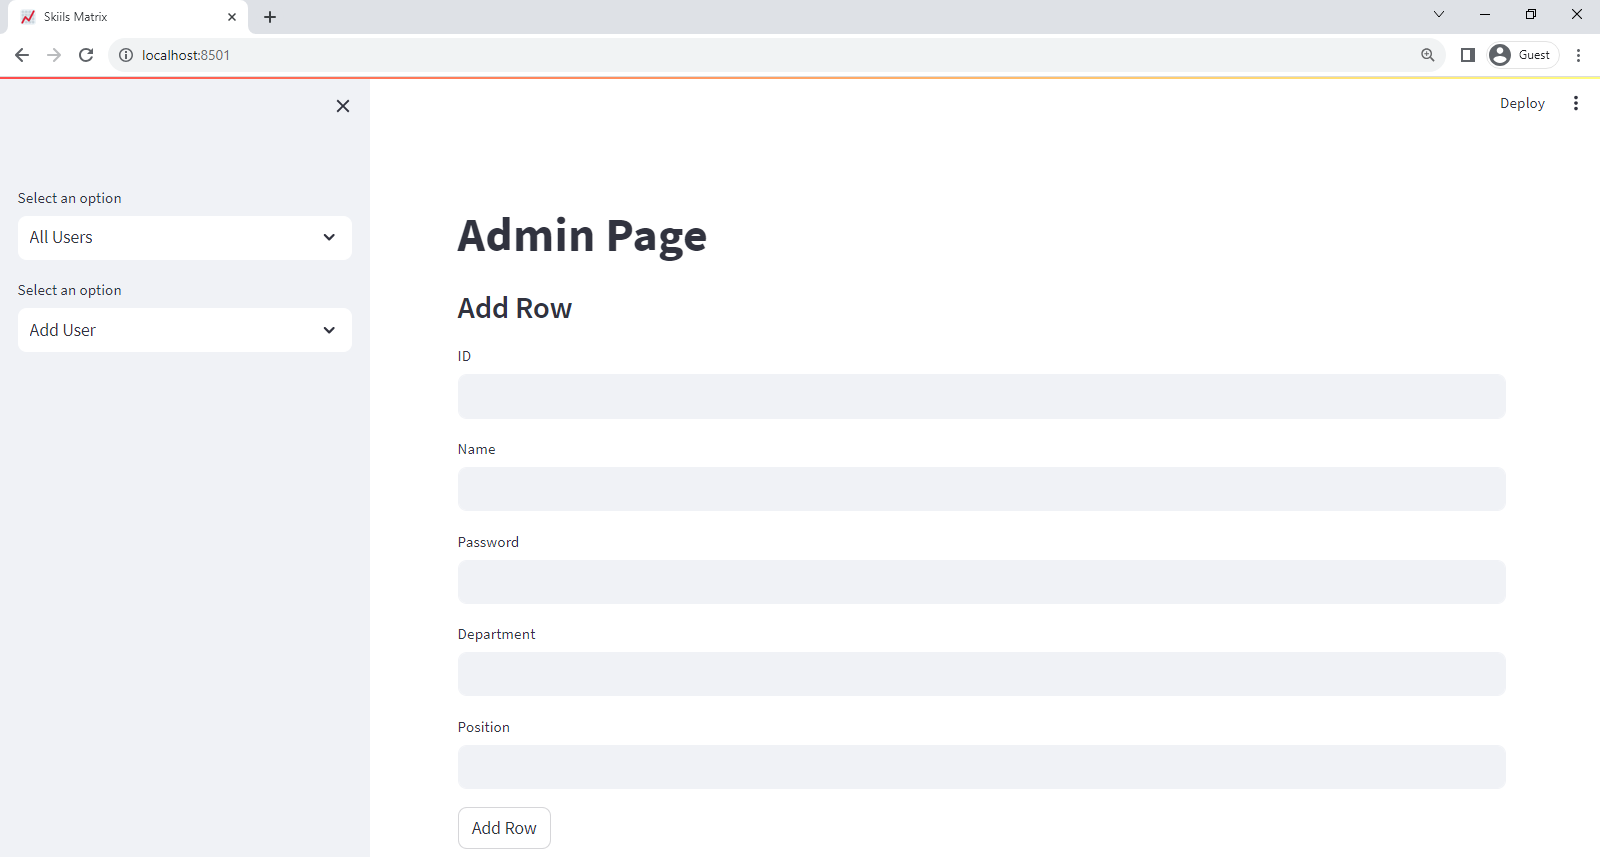 Skiils Matrix
localhost:8501
Guest
Deploy
Select an option
All Users
Select an option
Add User
Admin Page
Add Row
ID
Name
Password
Department
Position
Add Row